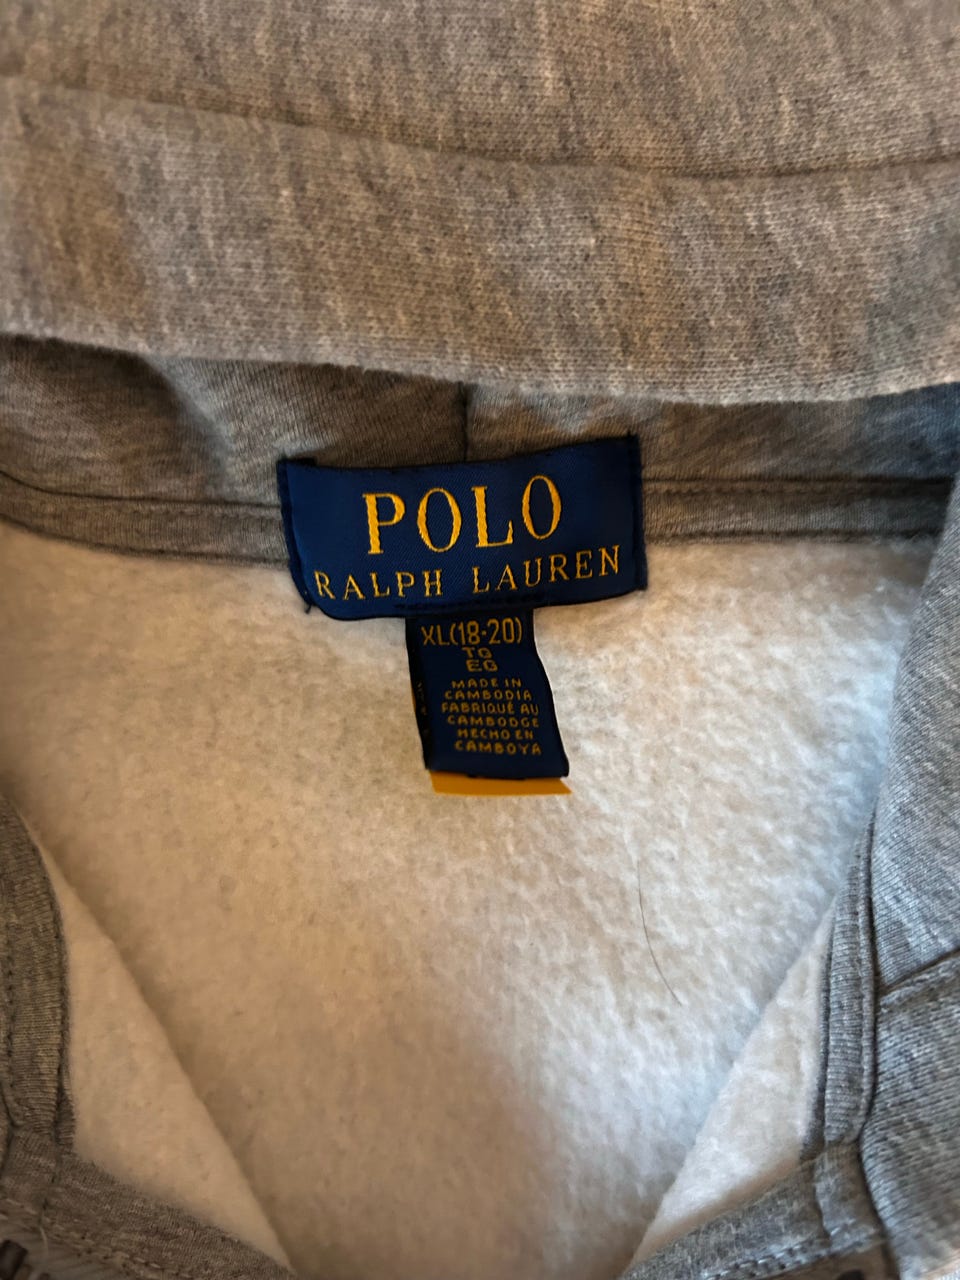 POLO
RALPH LAUREN
XL(18-20)
TG
EG
MADE IN
CAMBODIA
FABRIQUÉ AU
CAMBODGE
HECHO EN
CAMBOYA